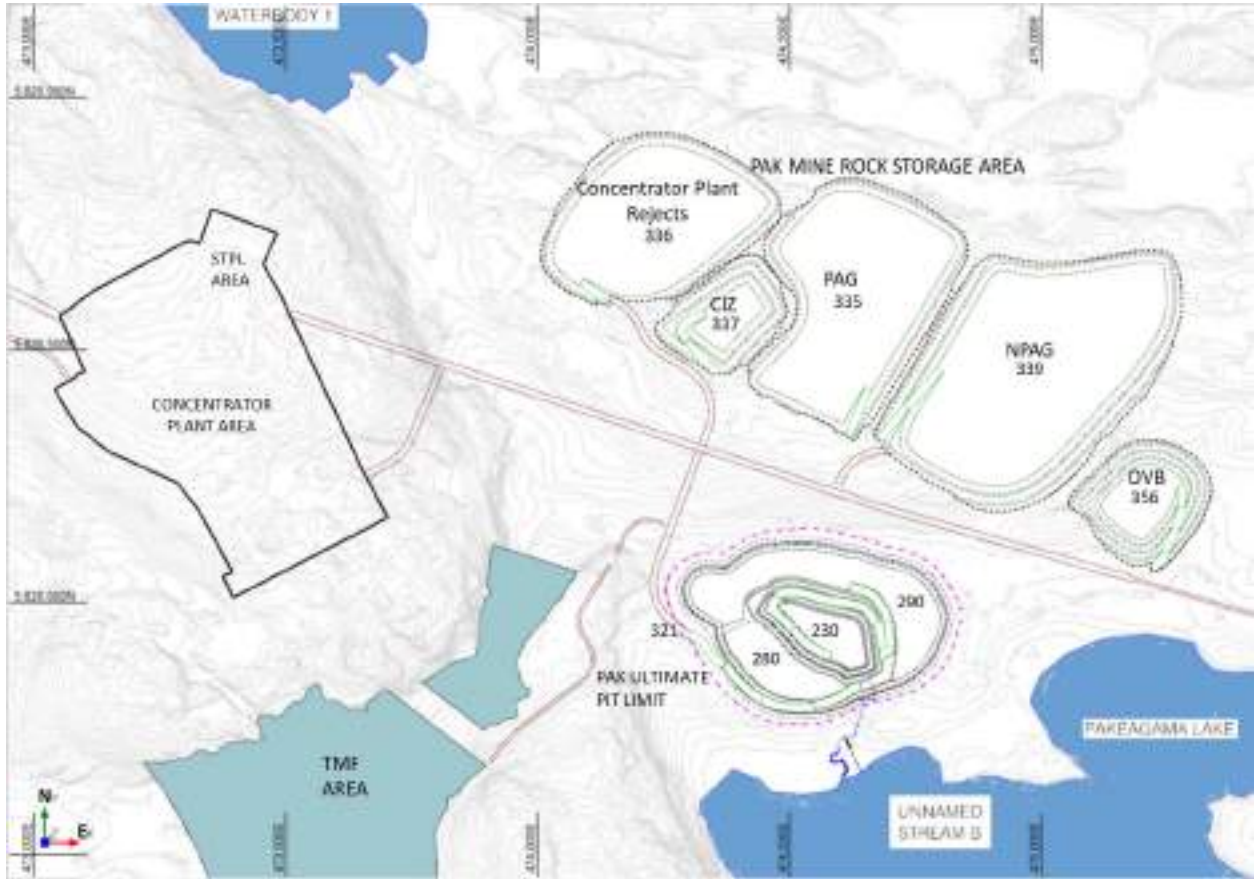 WATERBODY 1
PAK MINE ROCK STORAGE AREA
Concentrator Plant
Rejects
336
STPL
AREA
CIZ
337
PAG
335
NPAG
339
CONCENTRATOR
PLANT AREA
OVB
356
290
321
230
280
PAK ULTIMATE
PIT LIMIT
PAKEAGAMA LAKE
TMF
AREA
N
E
UNNAMED
STREAM B